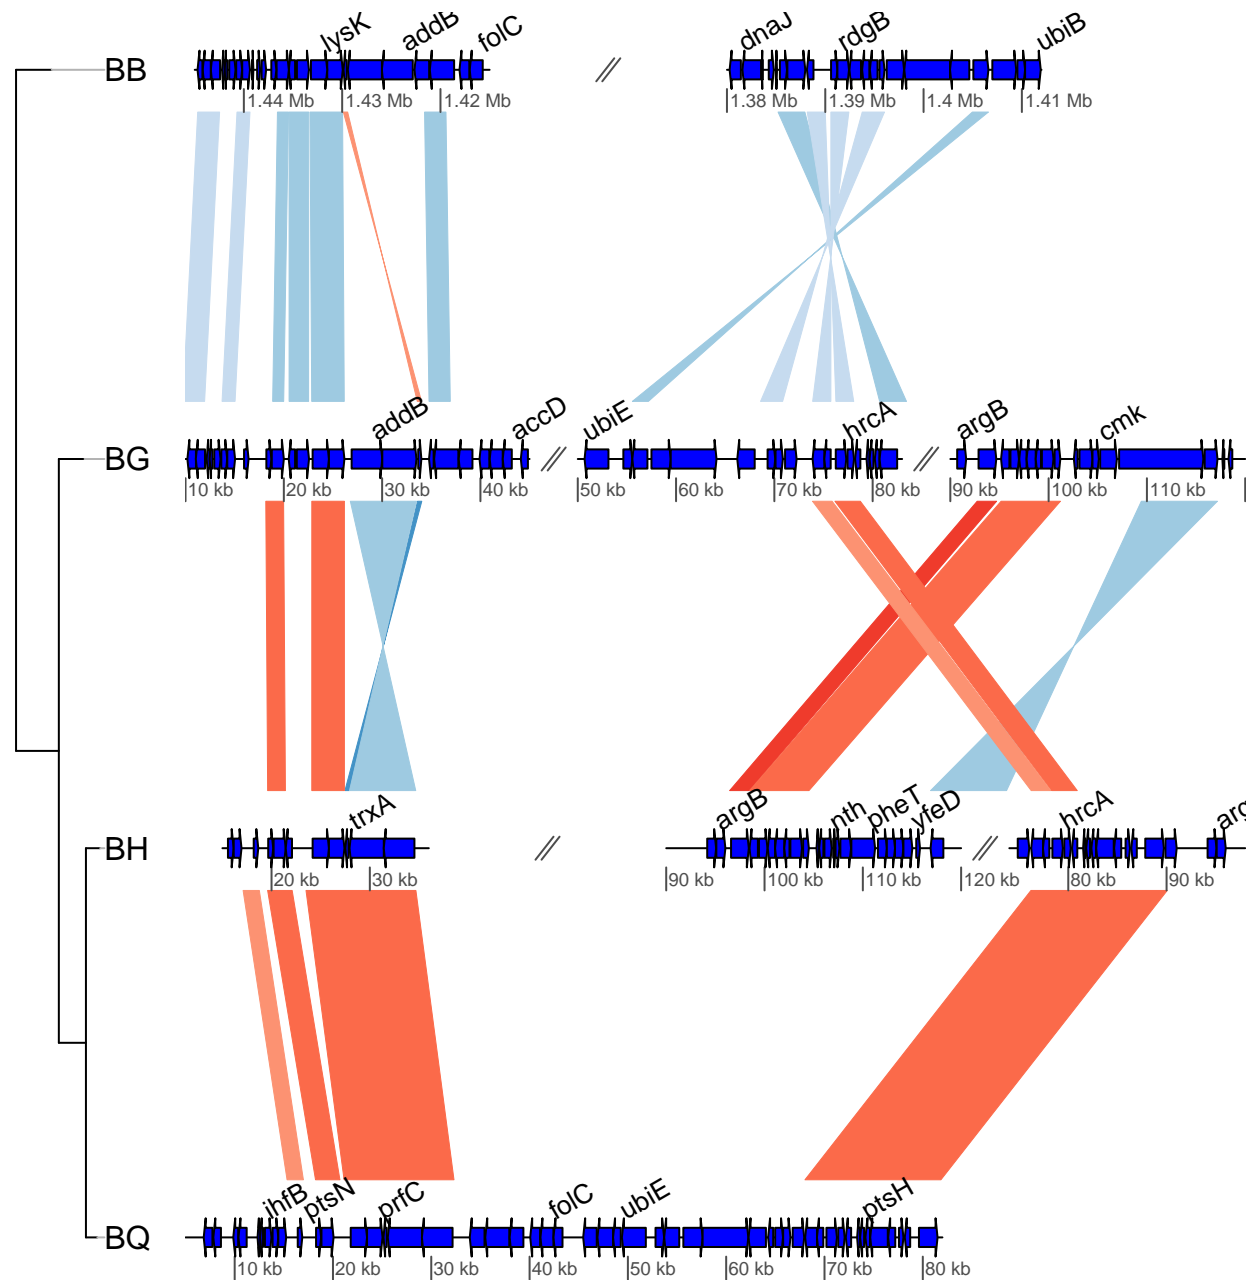 lysK addB folC dnaJ rdgB ubiB
BB
1.44 Mb 1.43 Mb 1.42 Mb 1.38 Mb 1.39 Mb 1.4 Mb 1.41 Mb
addB accD ubiE hrcA argB cmk
BG
10 kb 20 kb 30 kb 40 kb 50 kb 60 kb 70 kb 80 kb 90 kb 100 kb 110 kb
trxA argB nth pheT yfeD hrcA arg
BH
20 kb 30 kb 90 kb 100 kb 110 kb 120 kb 80 kb 90 kb
ihfB ptsN prfC folC ubiE ptsH
BQ
10 kb 20 kb 30 kb 40 kb 50 kb 60 kb 70 kb 80 kb